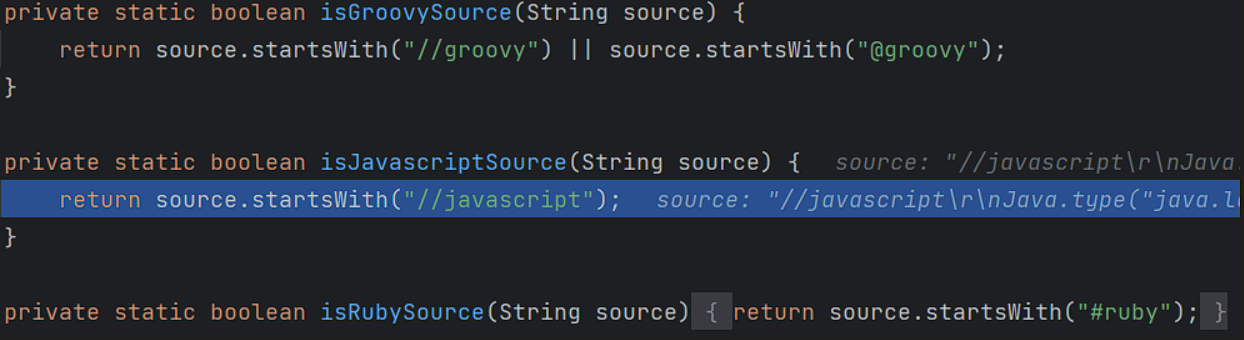 private static boolean isGroovySource(String source) {
    return source.startsWith("//groovy") || source.startsWith("@groovy");
}
private static boolean isJavascriptSource(String source) {   source: "//javascript\r\nJava.
    return source.startsWith("//javascript");   source: "//javascript\r\nJava.type("java.l
}
private static boolean isRubySource(String source) { return source.startsWith("#ruby"); }